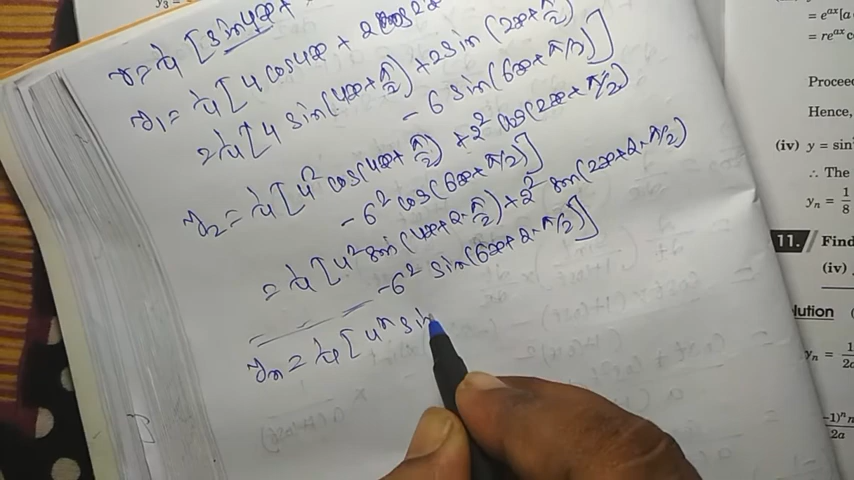 y = 1/4 [sin4x +
y₁ = 1/4 [4 cos4x + 2 cos 2x
= 1/4 [4 sin(4x + π/2) + 2 sin (2x + π/2)
- 6 sin(6x + π/2)]
y₂ = 1/4 [4² cos(4x + π/2) + 2² cos(2x + π/2)
- 6² cos(6x + π/2)]
= 1/4 [4² sin(4x + 2·π/2) + 2² sin(2x + 2·π/2)
- 6² sin(6x + 2·π/2)]
yₙ = 1/4 [4ⁿ sin
y₃ =
= e^{ax}[a
= re^{ax} c
Proceed
Hence,
(iv) y = sin
∴ The
yₙ = 1/8
11. Find
(iv)
lution
yₙ = 1/2a
-1)ⁿ n
2a